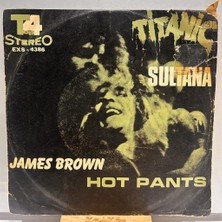 T4
STEREO
EXS - 4386
TITANIC
SULTANA
JAMES BROWN
HOT PANTS